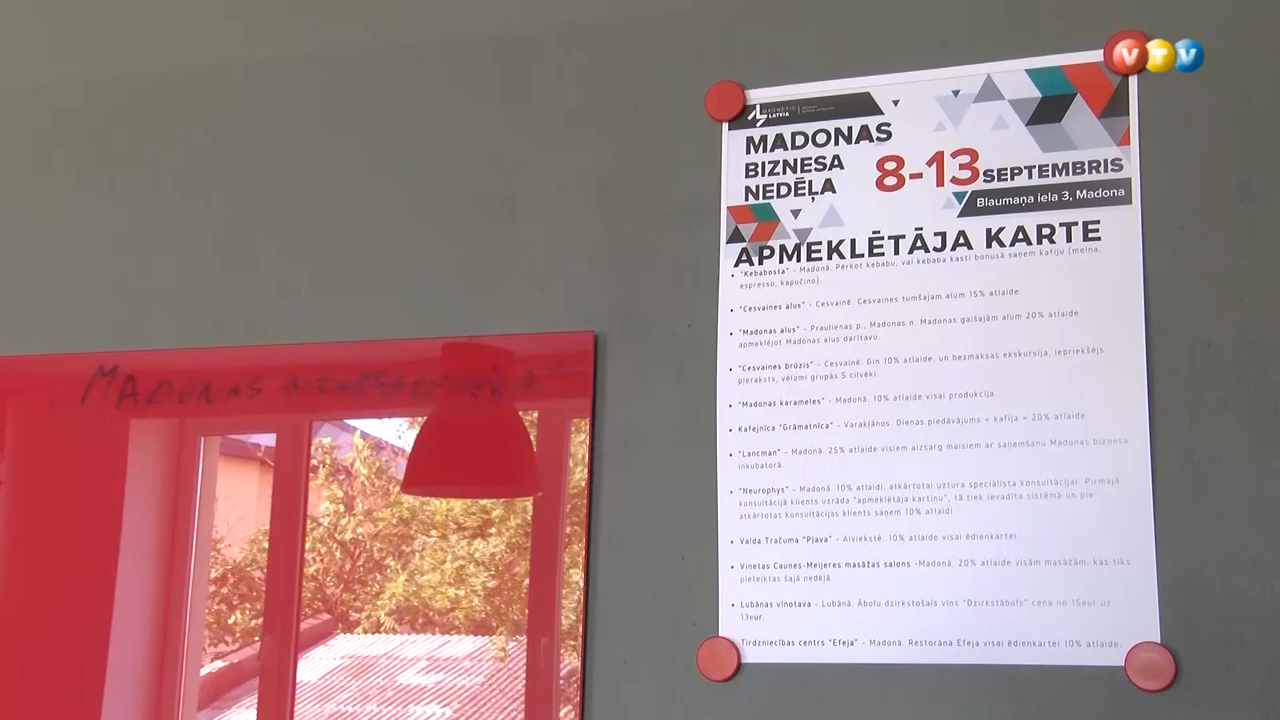 VTV
MAGNETIC
LATVIA
MADONAS
BIZNESA
NEDĒĻA
8-13 SEPTEMBRIS
Blaumaņa iela 3, Madona
APMEKLĒTĀJA KARTE
"Kebabosta" - Madonā. Pērkot kebabu, vai kebaba kasti bonusā saņem kafiju (melna,
espresso, kapučīno).
"Cesvaines alus" - Cesvainē. Cesvaines tumšajam alum 15% atlaide.
"Madonas alus" - Praulienas p., Madonas n. Madonas gaišajām alum 20% atlaide
apmeklējot Madonas alus darītavu.
"Cesvaines brūzis" - Cesvainē. Gin 10% atlaide, un bezmaksas ekskursija, iepriekšējs
pieraksts, vēlami grupās 5 cilvēki.
"Madonas karameles" - Madonā. 10% atlaide visai produkcijai.
Kafejnīca "Grāmatnīca" - Varakļānos. Dienas piedāvājums + kafija = 20% atlaide.
"Lancman" - Madonā. 25% atlaide visiem aizsarg maisiem ar saņemšanu Madonas biznesa
inkubatorā.
"Neurophys" - Madonā. 10% atlaidi, atkārtotai uztura speciālista konsultācijai. Pirmajā
konsultācijā klients uzrāda "apmeklētāja kartiņu", tā tiek ievadīta sistēmā un pie
atkārtotas konsultācijas klients saņem 10% atlaidi.
Valda Tračuma "Pļava" - Aiviekstē. 10% atlaide visai ēdienkartei.
Vinetas Caunes-Meijeres masāžas salons -Madonā. 20% atlaide visām masāžām, kas tiks
pieteiktas šajā nedēļā.
Lubānas vīnotava - Lubānā. Ābolu dzirkstošais vīns "Dzirkstābols" cena no 15eur uz
13eur.
Tirdzniecības centrs "Efeja" - Madonā. Restorāna Efeja visai ēdienkartei 10% atlaide.
MADONAS